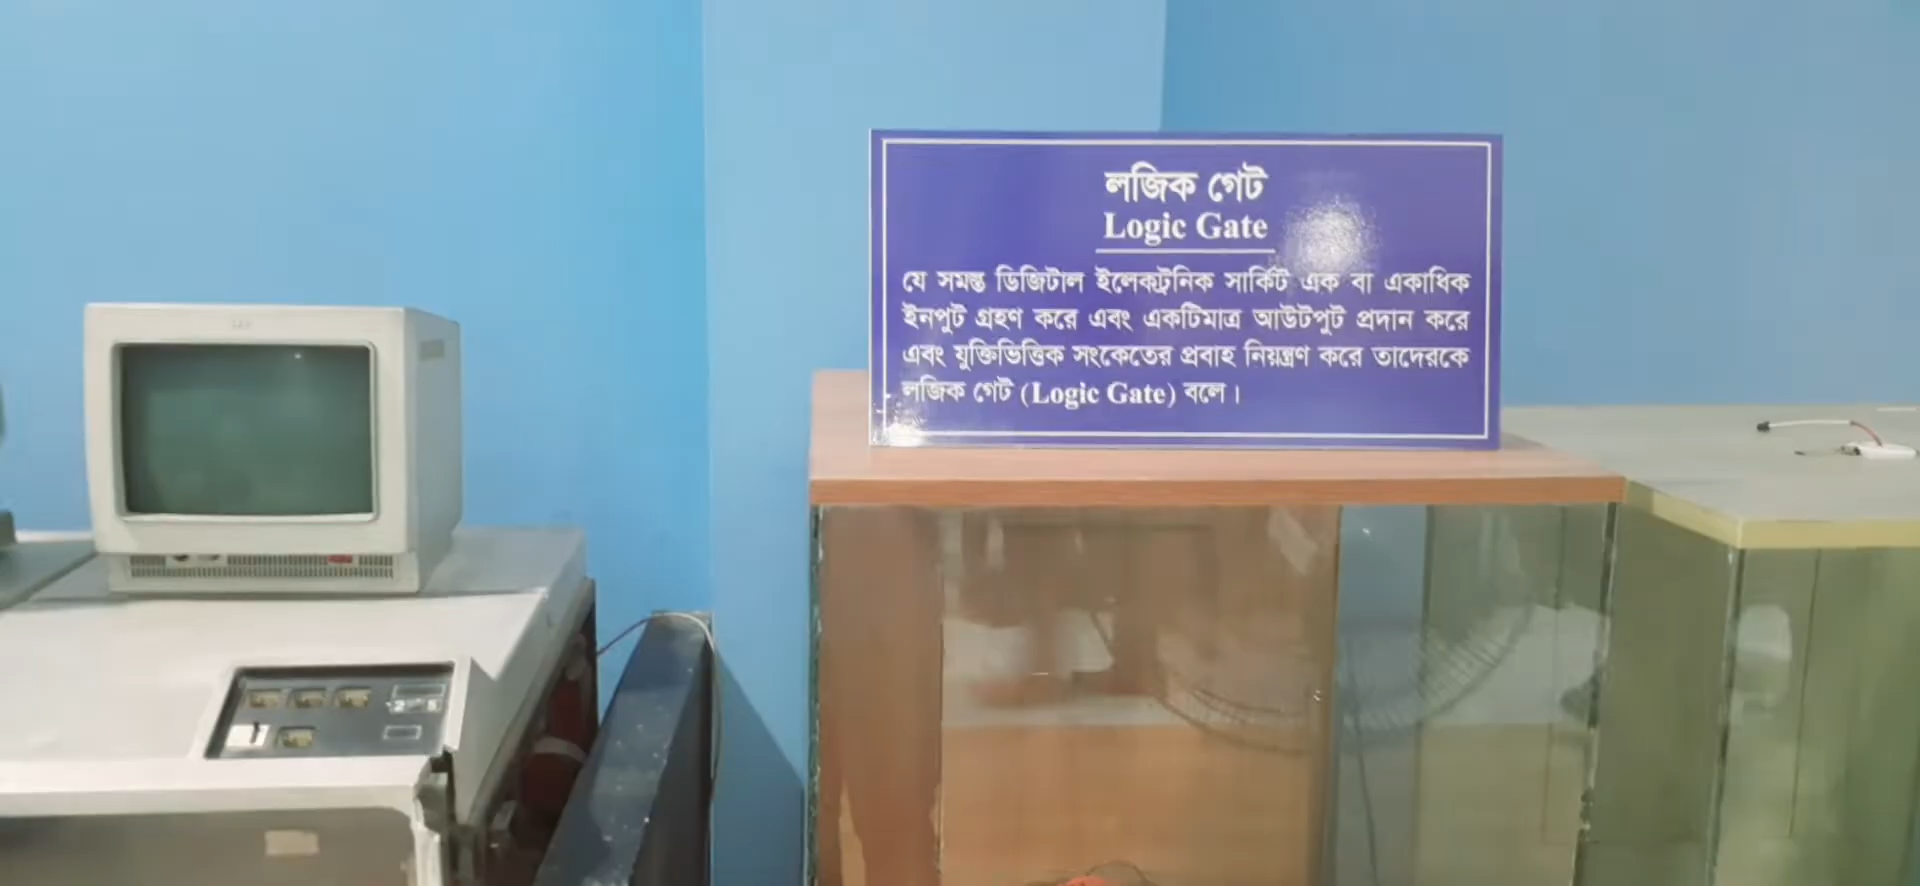 লজিক গেট
Logic Gate
যে সমস্ত ডিজিটাল ইলেকট্রনিক সার্কিট এক বা একাধিক
ইনপুট গ্রহণ করে এবং একটিমাত্র আউটপুট প্রদান করে
এবং যুক্তিভিত্তিক সংকেতের প্রবাহ নিয়ন্ত্রণ করে তাদেরকে
লজিক গেট (Logic Gate) বলে।